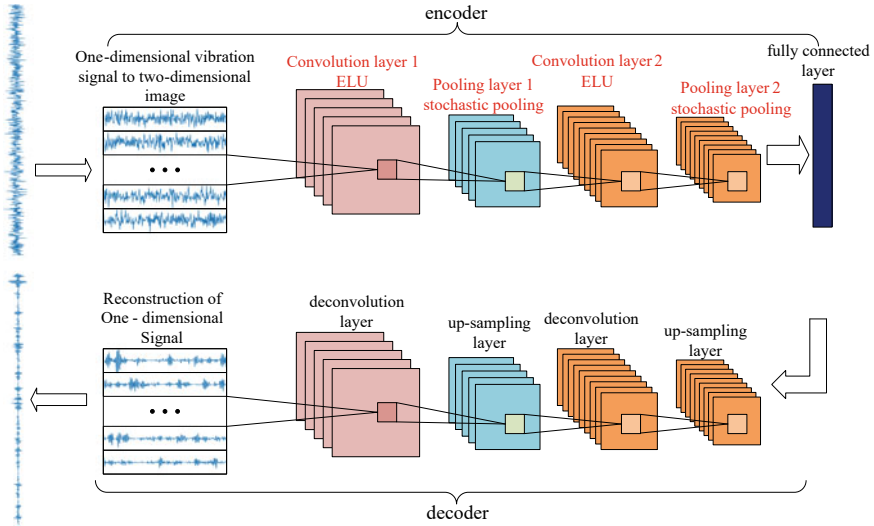 encoder
One-dimensional vibration
signal to two-dimensional
image
Convolution layer 1
ELU
Pooling layer 1
stochastic pooling
Convolution layer 2
ELU
Pooling layer 2
stochastic pooling
fully connected
layer
Reconstruction of
One - dimensional
Signal
deconvolution
layer
up-sampling
layer
deconvolution
layer
up-sampling
layer
decoder